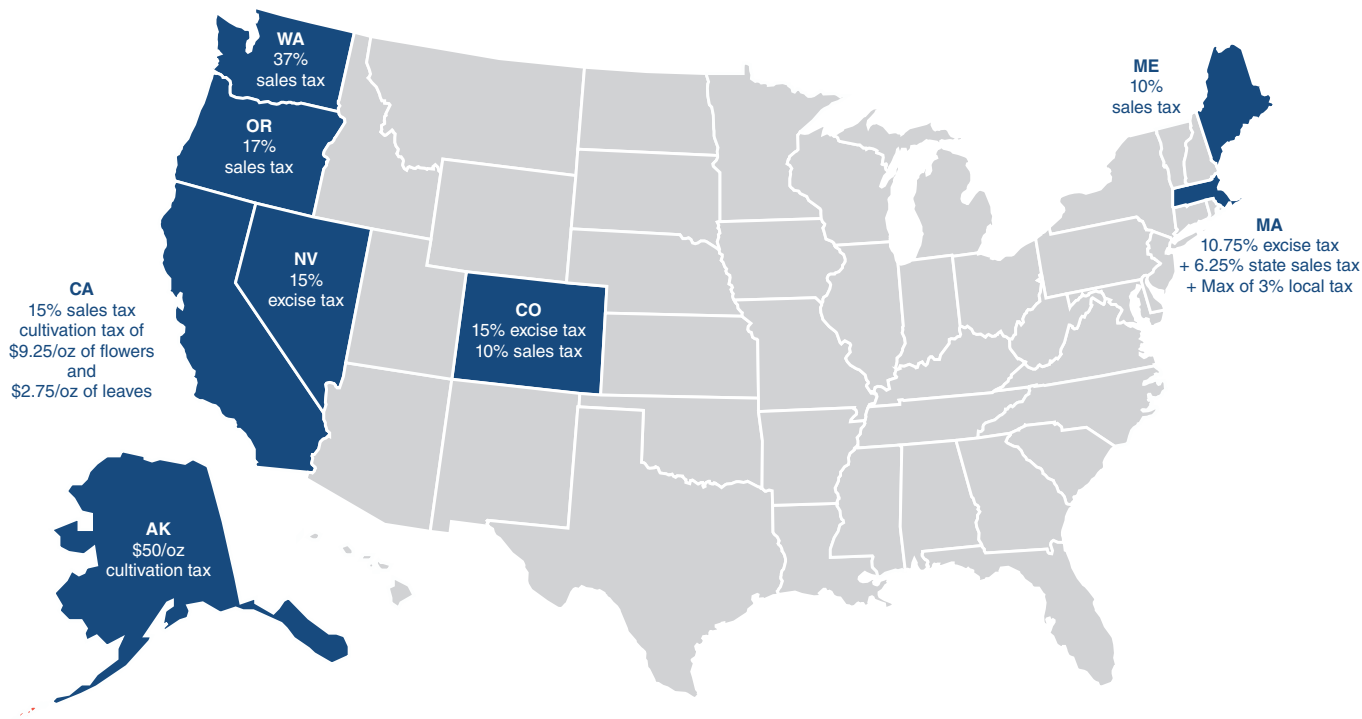 WA
37%
sales tax
OR
17%
sales tax
NV
15%
excise tax
CA
15% sales tax
cultivation tax of
$9.25/oz of flowers
and
$2.75/oz of leaves
CO
15% excise tax
10% sales tax
AK
$50/oz
cultivation tax
ME
10%
sales tax
MA
10.75% excise tax
+ 6.25% state sales tax
+ Max of 3% local tax